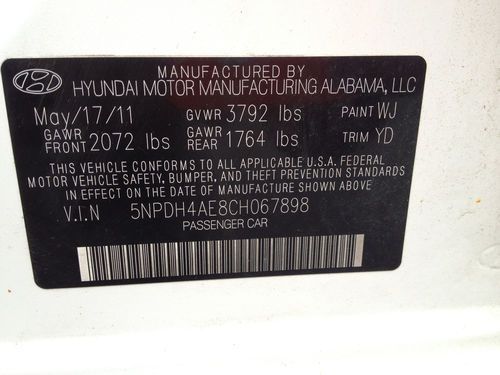 MANUFACTURED BY
HYUNDAI MOTOR MANUFACTURING ALABAMA, LLC
May/17/11 GVWR 3792 lbs PAINT WJ
GAWR FRONT 2072 lbs GAWR REAR 1764 lbs TRIM YD
THIS VEHICLE CONFORMS TO ALL APPLICABLE U.S.A. FEDERAL
MOTOR VEHICLE SAFETY, BUMPER, AND THEFT PREVENTION STANDARDS
IN EFFECT ON THE DATE OF MANUFACTURE SHOWN ABOVE.
V.I.N 5NPDH4AE8CH067898
PASSENGER CAR